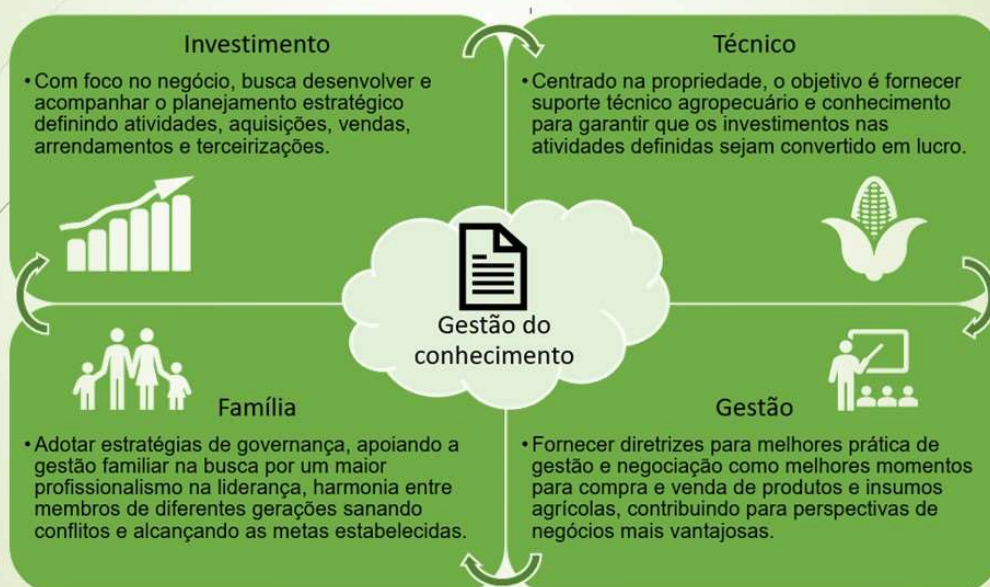 Investimento
• Com foco no negócio, busca desenvolver e
acompanhar o planejamento estratégico
definindo atividades, aquisições, vendas,
arrendamentos e terceirizações.
Técnico
• Centrado na propriedade, o objetivo é fornecer
suporte técnico agropecuário e conhecimento
para garantir que os investimentos nas
atividades definidas sejam convertido em lucro.
Gestão do
conhecimento
Família
• Adotar estratégias de governança, apoiando a
gestão familiar na busca por um maior
profissionalismo na liderança, harmonia entre
membros de diferentes gerações sanando
conflitos e alcançando as metas estabelecidas.
Gestão
• Fornecer diretrizes para melhores prática de
gestão e negociação como melhores momentos
para compra e venda de produtos e insumos
agrícolas, contribuindo para perspectivas de
negócios mais vantajosas.